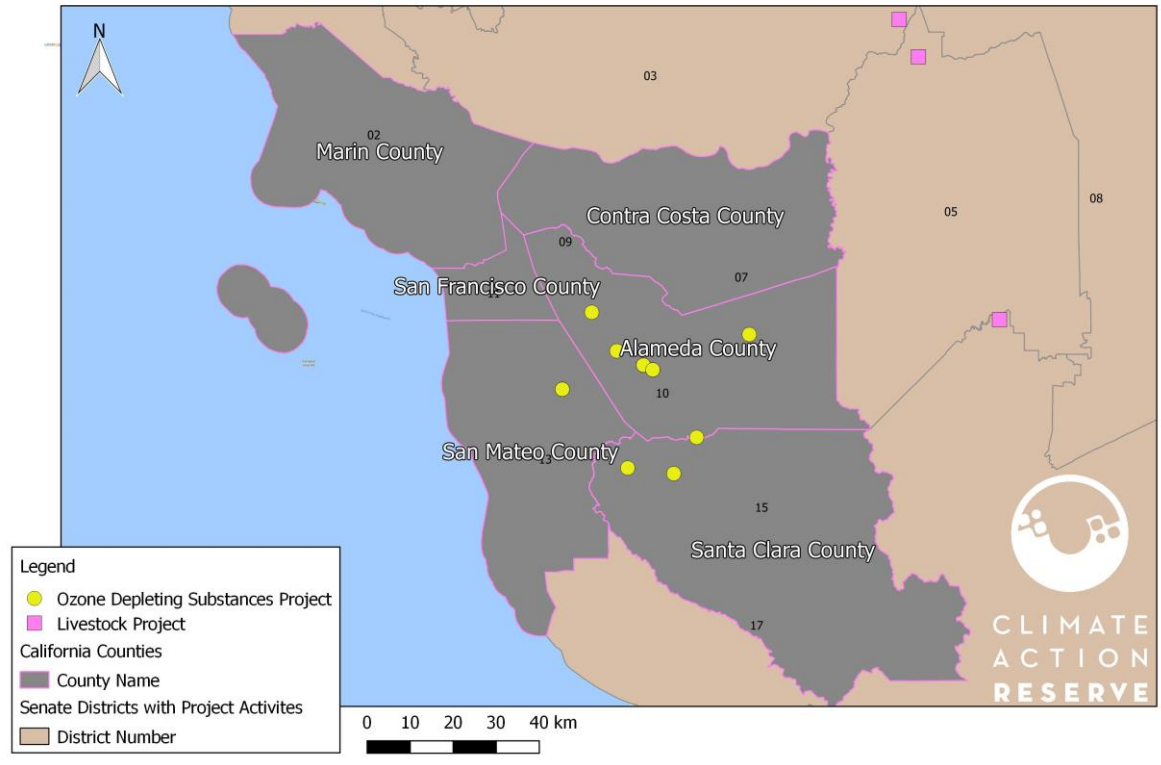 N
03
02
Marin County
Contra Costa County
05
08
09
07
San Francisco County
11
Alameda County
10
San Mateo County
13
15
Santa Clara County
17
Legend
Ozone Depleting Substances Project
Livestock Project
California Counties
County Name
Senate Districts with Project Activites
District Number
0 10 20 30 40 km
CLIMATE
ACTION
RESERVE